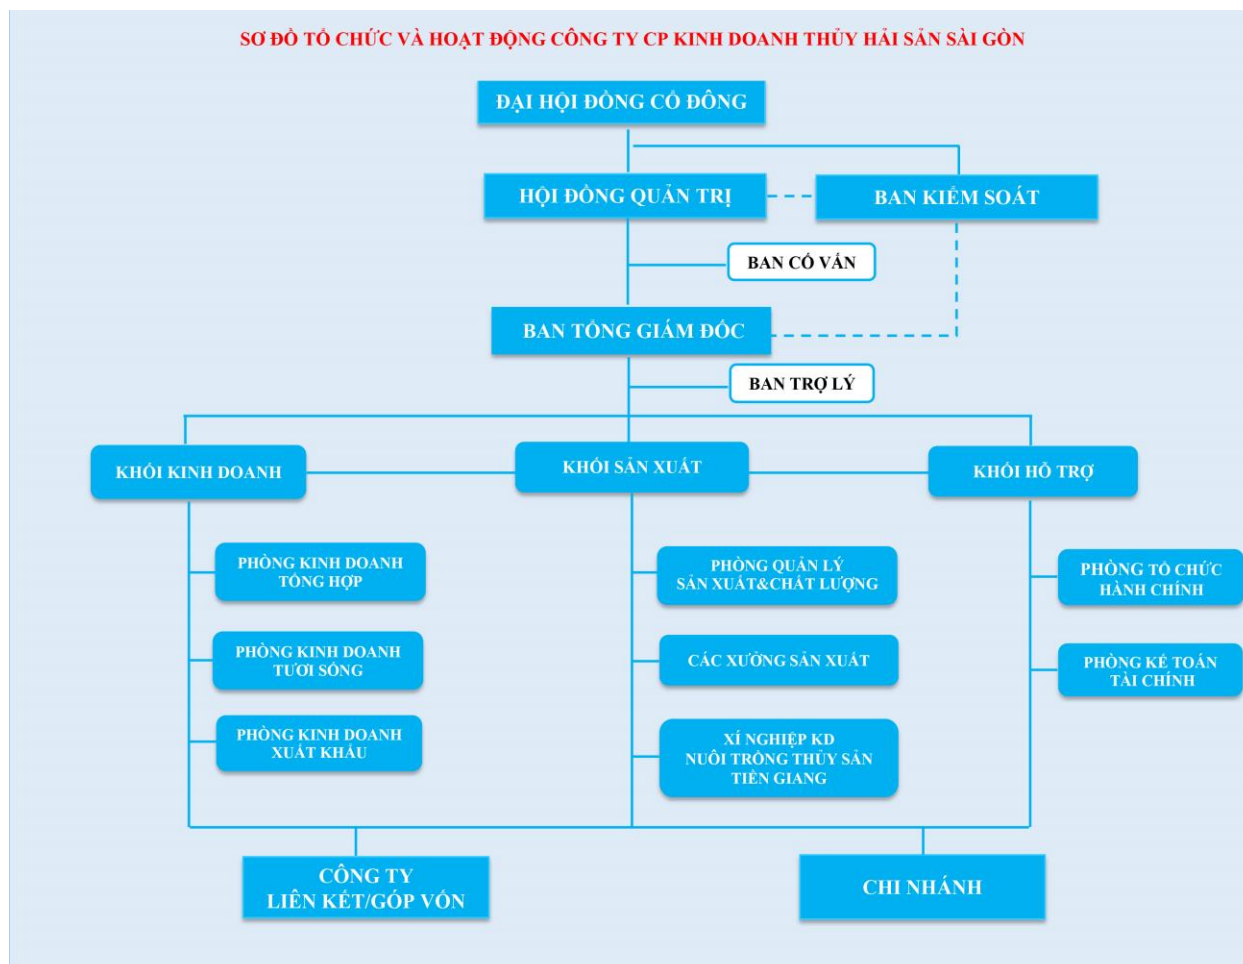 SƠ ĐỒ TỔ CHỨC VÀ HOẠT ĐỘNG CÔNG TY CP KINH DOANH THỦY HẢI SẢN SÀI GÒN
ĐẠI HỘI ĐỒNG CỔ ĐÔNG
HỘI ĐỒNG QUẢN TRỊ
BAN KIỂM SOÁT
BAN CỐ VẤN
BAN TỔNG GIÁM ĐỐC
BAN TRỢ LÝ
KHỐI KINH DOANH
KHỐI SẢN XUẤT
KHỐI HỖ TRỢ
PHÒNG KINH DOANH
TỔNG HỢP
PHÒNG QUẢN LÝ
SẢN XUẤT&CHẤT LƯỢNG
PHÒNG TỔ CHỨC
HÀNH CHÍNH
PHÒNG KINH DOANH
TƯƠI SỐNG
CÁC XƯỞNG SẢN XUẤT
PHÒNG KẾ TOÁN
TÀI CHÍNH
PHÒNG KINH DOANH
XUẤT KHẨU
XÍ NGHIỆP KD
NUÔI TRỒNG THỦY SẢN
TIỀN GIANG
CÔNG TY
LIÊN KẾT/GÓP VỐN
CHI NHÁNH